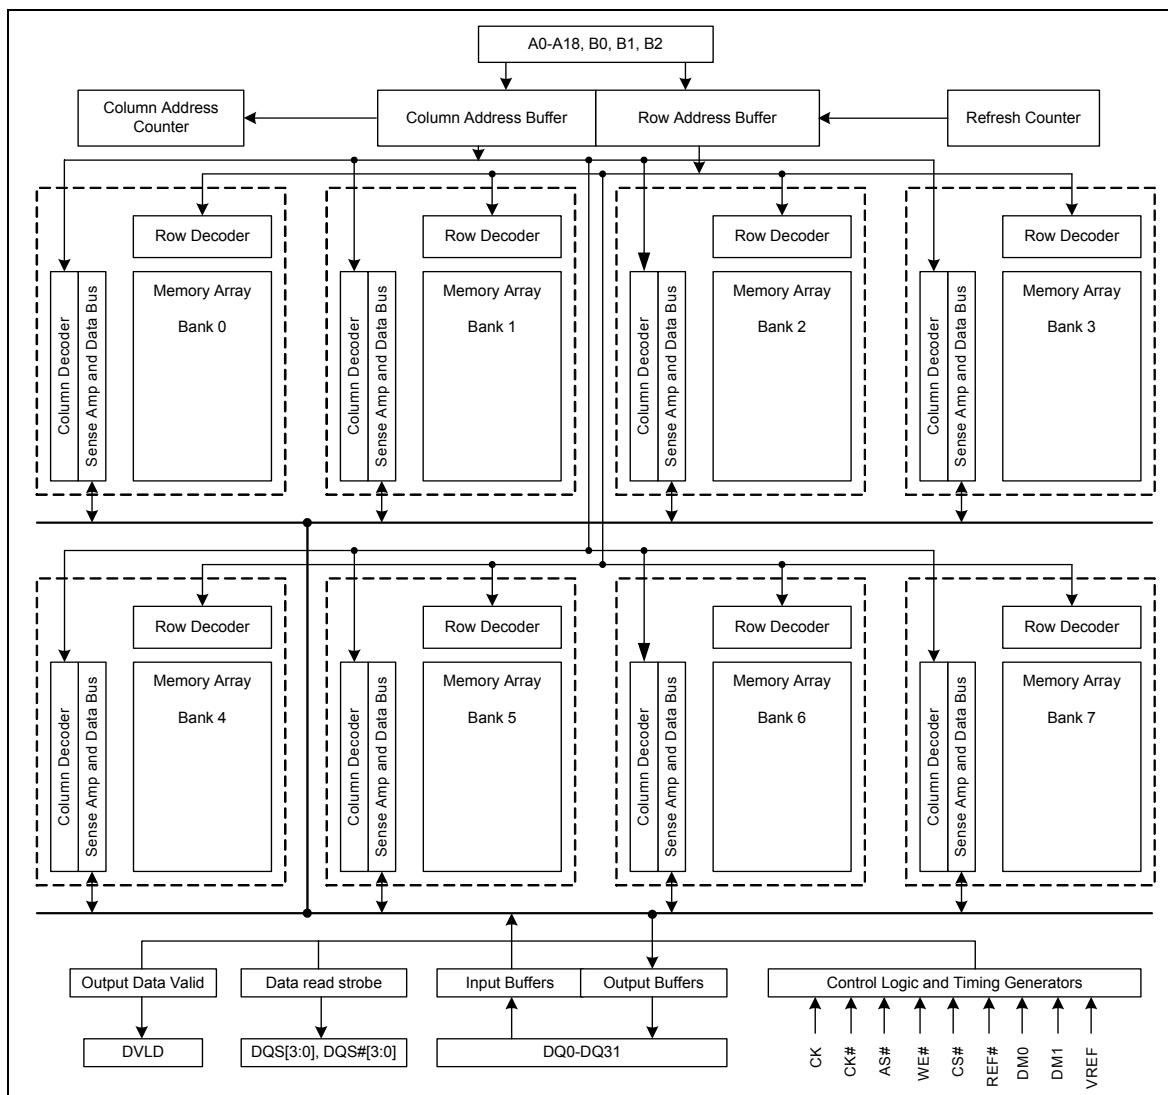 A0-A18, B0, B1, B2
Column Address
Counter
Column Address Buffer
Row Address Buffer
Refresh Counter
Row Decoder
Row Decoder
Row Decoder
Row Decoder
Column Decoder
Sense Amp and Data Bus
Memory Array
Bank 0
Column Decoder
Sense Amp and Data Bus
Memory Array
Bank 1
Column Decoder
Sense Amp and Data Bus
Memory Array
Bank 2
Column Decoder
Sense Amp and Data Bus
Memory Array
Bank 3
Row Decoder
Row Decoder
Row Decoder
Row Decoder
Column Decoder
Sense Amp and Data Bus
Memory Array
Bank 4
Column Decoder
Sense Amp and Data Bus
Memory Array
Bank 5
Column Decoder
Sense Amp and Data Bus
Memory Array
Bank 6
Column Decoder
Sense Amp and Data Bus
Memory Array
Bank 7
Output Data Valid
Data read strobe
Input Buffers
Output Buffers
Control Logic and Timing Generators
DVLD
DQS[3:0], DQS#[3:0]
DQ0-DQ31
CK
CK#
AS#
WE#
CS#
REF#
DM0
DM1
VREF